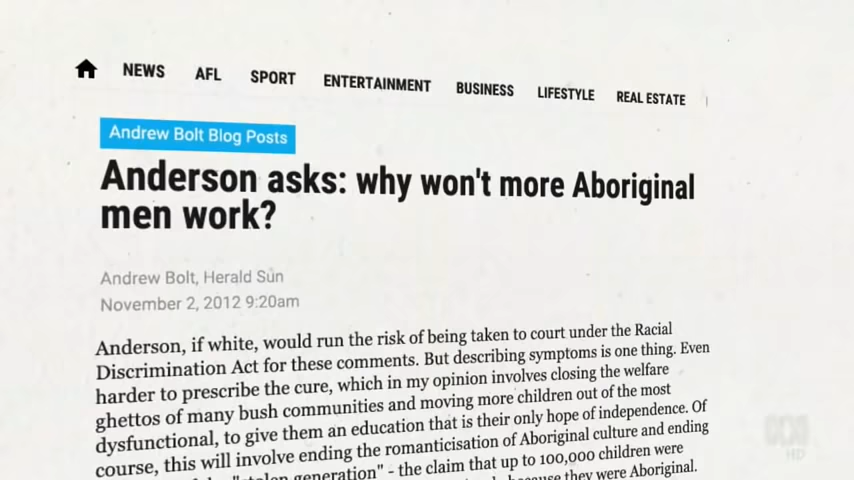 NEWS AFL SPORT ENTERTAINMENT BUSINESS LIFESTYLE REAL ESTATE
Andrew Bolt Blog Posts
Anderson asks: why won't more Aboriginal
men work?
Andrew Bolt, Herald Sun
November 2, 2012 9:20am
Anderson, if white, would run the risk of being taken to court under the Racial
Discrimination Act for these comments. But describing symptoms is one thing. Even
harder to prescribe the cure, which in my opinion involves closing the welfare
ghettos of many bush communities and moving more children out of the most
dysfunctional, to give them an education that is their only hope of independence. Of
course, this will involve ending the romanticisation of Aboriginal culture and ending
"stolen generation" - the claim that up to 100,000 children were
because they were Aboriginal.
HD